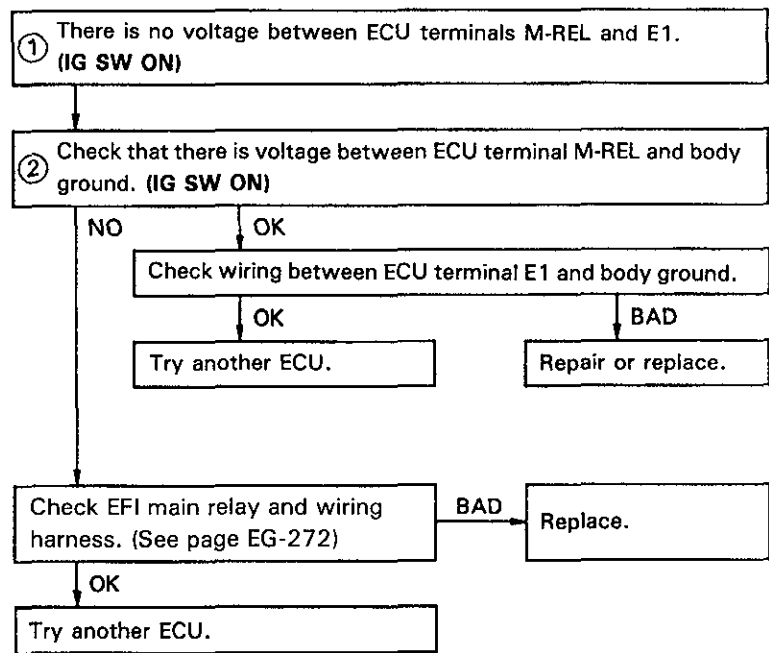 ① There is no voltage between ECU terminals M-REL and E1.
(IG SW ON)
② Check that there is voltage between ECU terminal M-REL and body
ground. (IG SW ON)
NO
OK
Check wiring between ECU terminal E1 and body ground.
OK
BAD
Try another ECU.
Repair or replace.
Check EFI main relay and wiring
harness. (See page EG-272)
BAD
Replace.
OK
Try another ECU.